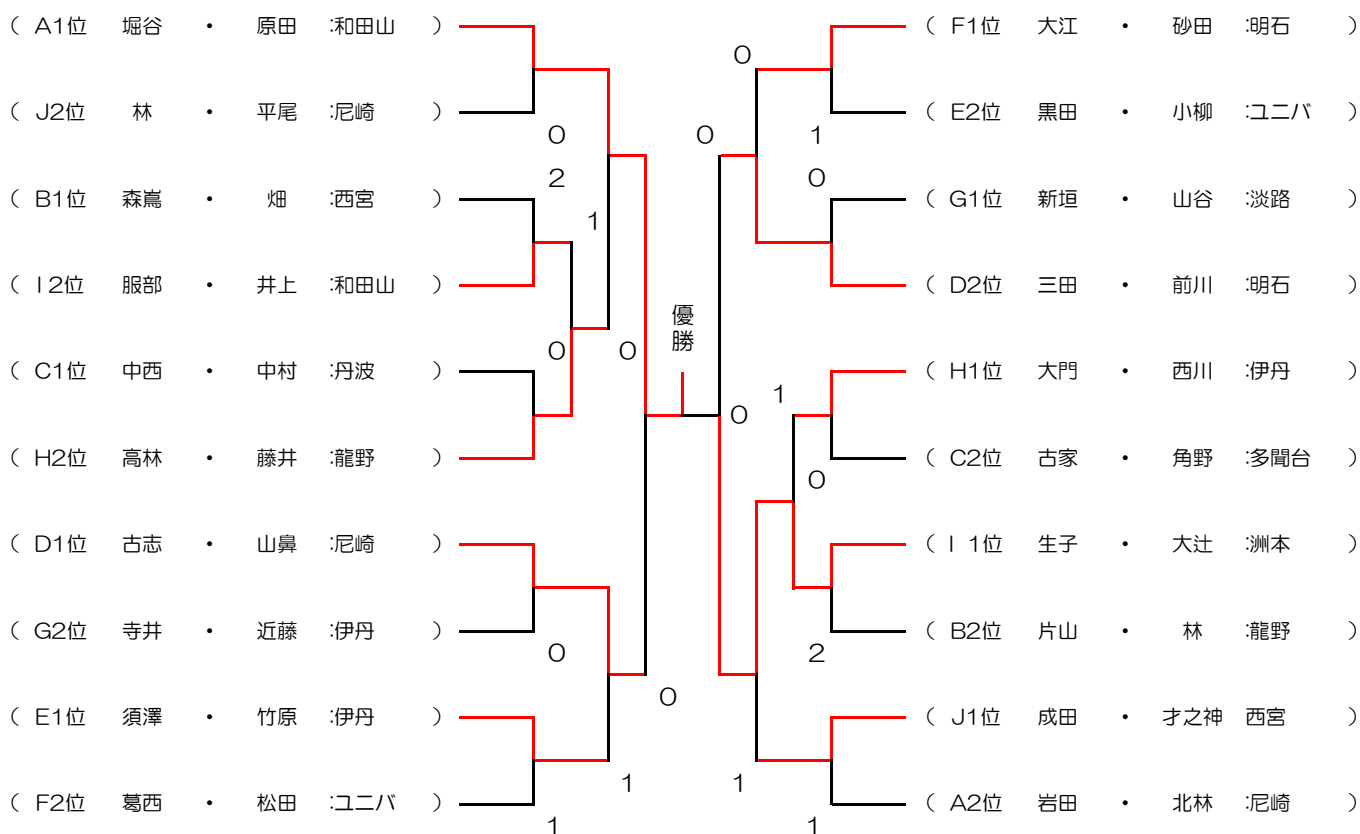 ( A1位 堀谷 ・ 原田 :和田山 )
( J2位 林 ・ 平尾 :尼崎 )
( B1位 森嶌 ・ 畑 :西宮 )
( I 2位 服部 ・ 井上 :和田山 )
( C1位 中西 ・ 中村 :丹波 )
( H2位 高林 ・ 藤井 :龍野 )
( D1位 古志 ・ 山鼻 :尼崎 )
( G2位 寺井 ・ 近藤 :伊丹 )
( E1位 須澤 ・ 竹原 :伊丹 )
( F2位 葛西 ・ 松田 :ユニバ )
0
2
1
0
0
0
0
1
1
優勝
0
0
1
0
1
0
0
2
1
1
( F1位 大江 ・ 砂田 :明石 )
( E2位 黒田 ・ 小柳 :ユニバ )
( G1位 新垣 ・ 山谷 :淡路 )
( D2位 三田 ・ 前川 :明石 )
( H1位 大門 ・ 西川 :伊丹 )
( C2位 古家 ・ 角野 :多聞台 )
( I 1位 生子 ・ 大辻 :洲本 )
( B2位 片山 ・ 林 :龍野 )
( J1位 成田 ・ 才之神 西宮 )
( A2位 岩田 ・ 北林 :尼崎 )